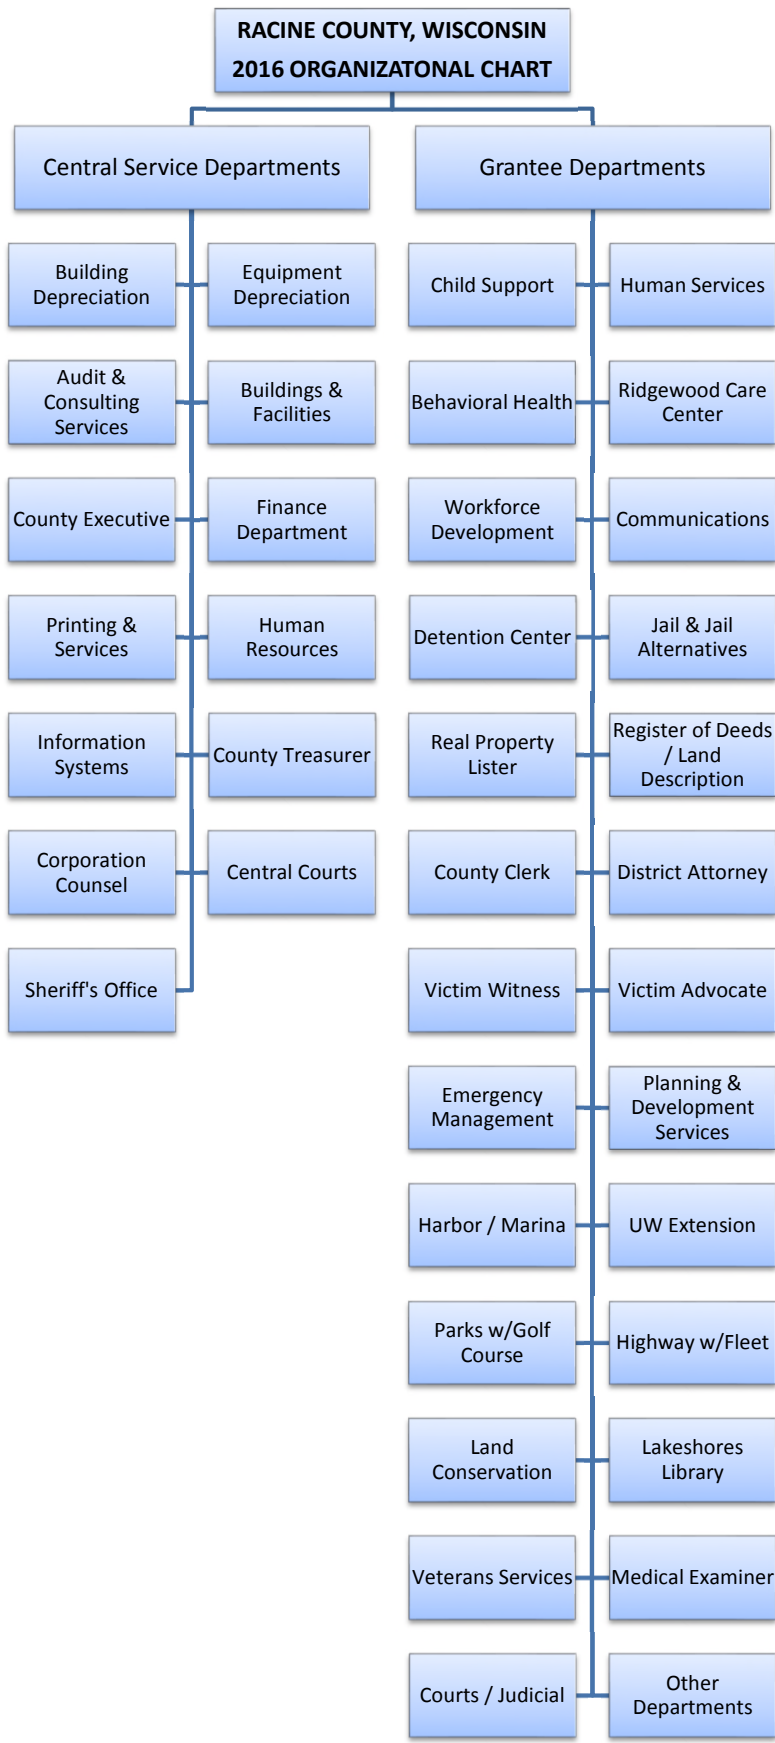 RACINE COUNTY, WISCONSIN
2016 ORGANIZATONAL CHART
Central Service Departments
Building
Depreciation
Equipment
Depreciation
Audit &
Consulting
Services
Buildings &
Facilities
County Executive
Finance
Department
Printing &
Services
Human
Resources
Information
Systems
County Treasurer
Corporation
Counsel
Central Courts
Sheriff's Office
Grantee Departments
Child Support
Human Services
Behavioral Health
Ridgewood Care
Center
Workforce
Development
Communications
Detention Center
Jail & Jail
Alternatives
Real Property
Lister
Register of Deeds
/ Land
Description
County Clerk
District Attorney
Victim Witness
Victim Advocate
Emergency
Management
Planning &
Development
Services
Harbor / Marina
UW Extension
Parks w/Golf
Course
Highway w/Fleet
Land
Conservation
Lakeshores
Library
Veterans Services
Medical Examiner
Courts / Judicial
Other
Departments